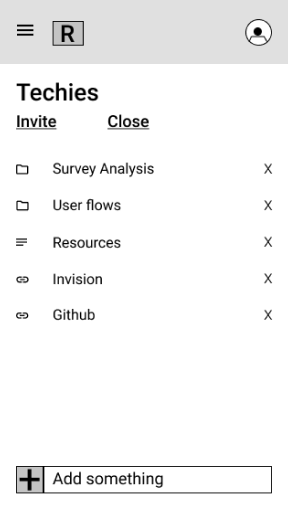 R
Techies
Invite Close
Survey Analysis X
User flows X
Resources X
Invision X
Github X
Add something